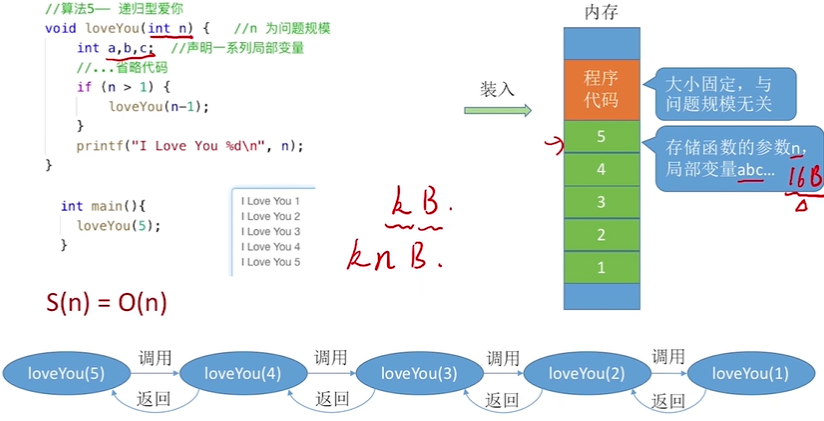 //算法5—— 递归型爱你
void loveYou(int n) { //n 为问题规模
int a,b,c; //声明一系列局部变量
//...省略代码
if (n > 1) {
loveYou(n-1);
}
printf("I Love You %d\n", n);
}
int main(){
loveYou(5);
}
I Love You 1
I Love You 2
I Love You 3
I Love You 4
I Love You 5
S(n) = O(n)
kB.
knB.
装入
内存
程序
代码
5
4
3
2
1
大小固定，与
问题规模无关
存储函数的参数n，
局部变量abc...
16B
loveYou(5)
调用
返回
loveYou(4)
调用
返回
loveYou(3)
调用
返回
loveYou(2)
调用
返回
loveYou(1)